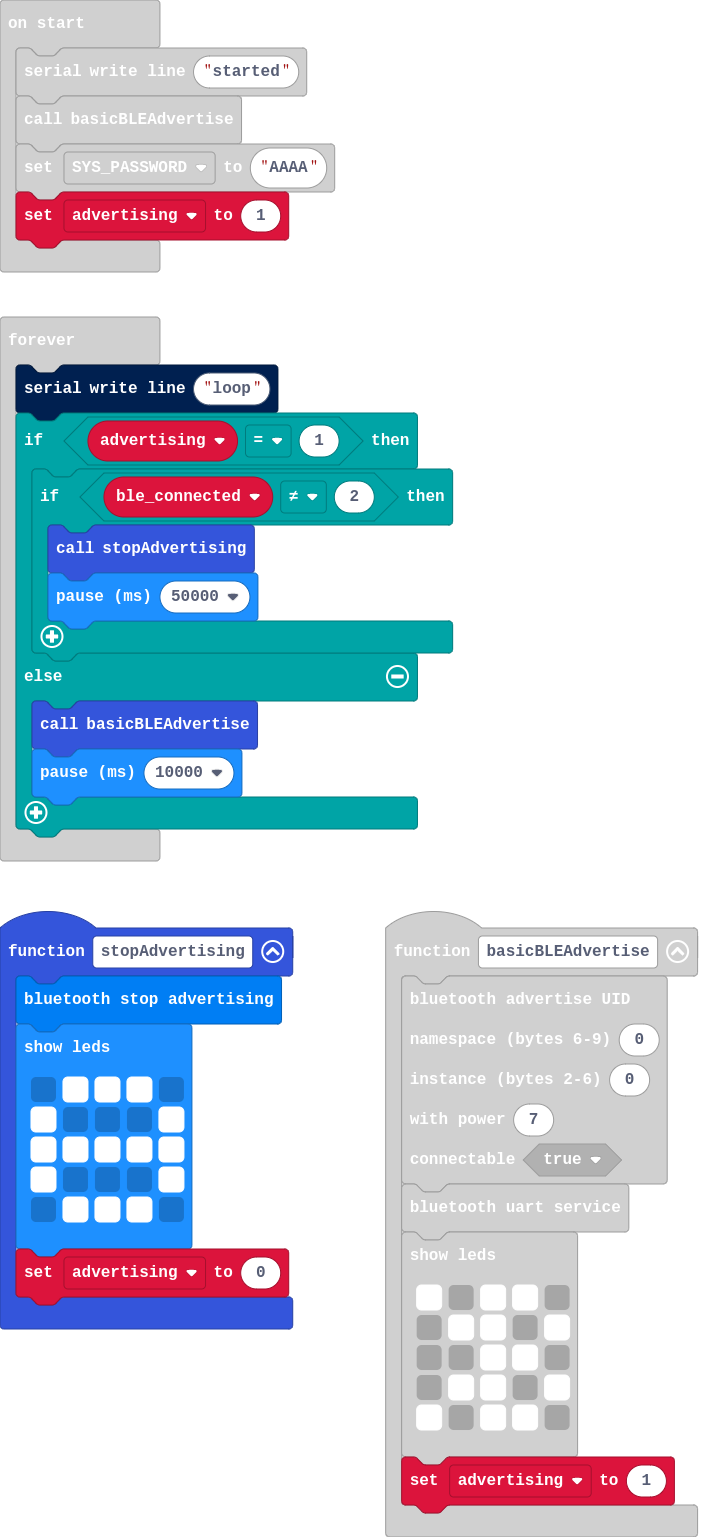 on start
serial write line "started"
call basicBLEAdvertise
set SYS_PASSWORD to "AAAA"
set advertising to 1
forever
serial write line "loop"
if advertising = 1 then
if ble_connected ≠ 2 then
call stopAdvertising
pause (ms) 50000
else
call basicBLEAdvertise
pause (ms) 10000
function stopAdvertising
bluetooth stop advertising
show leds
set advertising to 0
function basicBLEAdvertise
bluetooth advertise UID
namespace (bytes 6-9) 0
instance (bytes 2-6) 0
with power 7
connectable true
bluetooth uart service
show leds
set advertising to 1